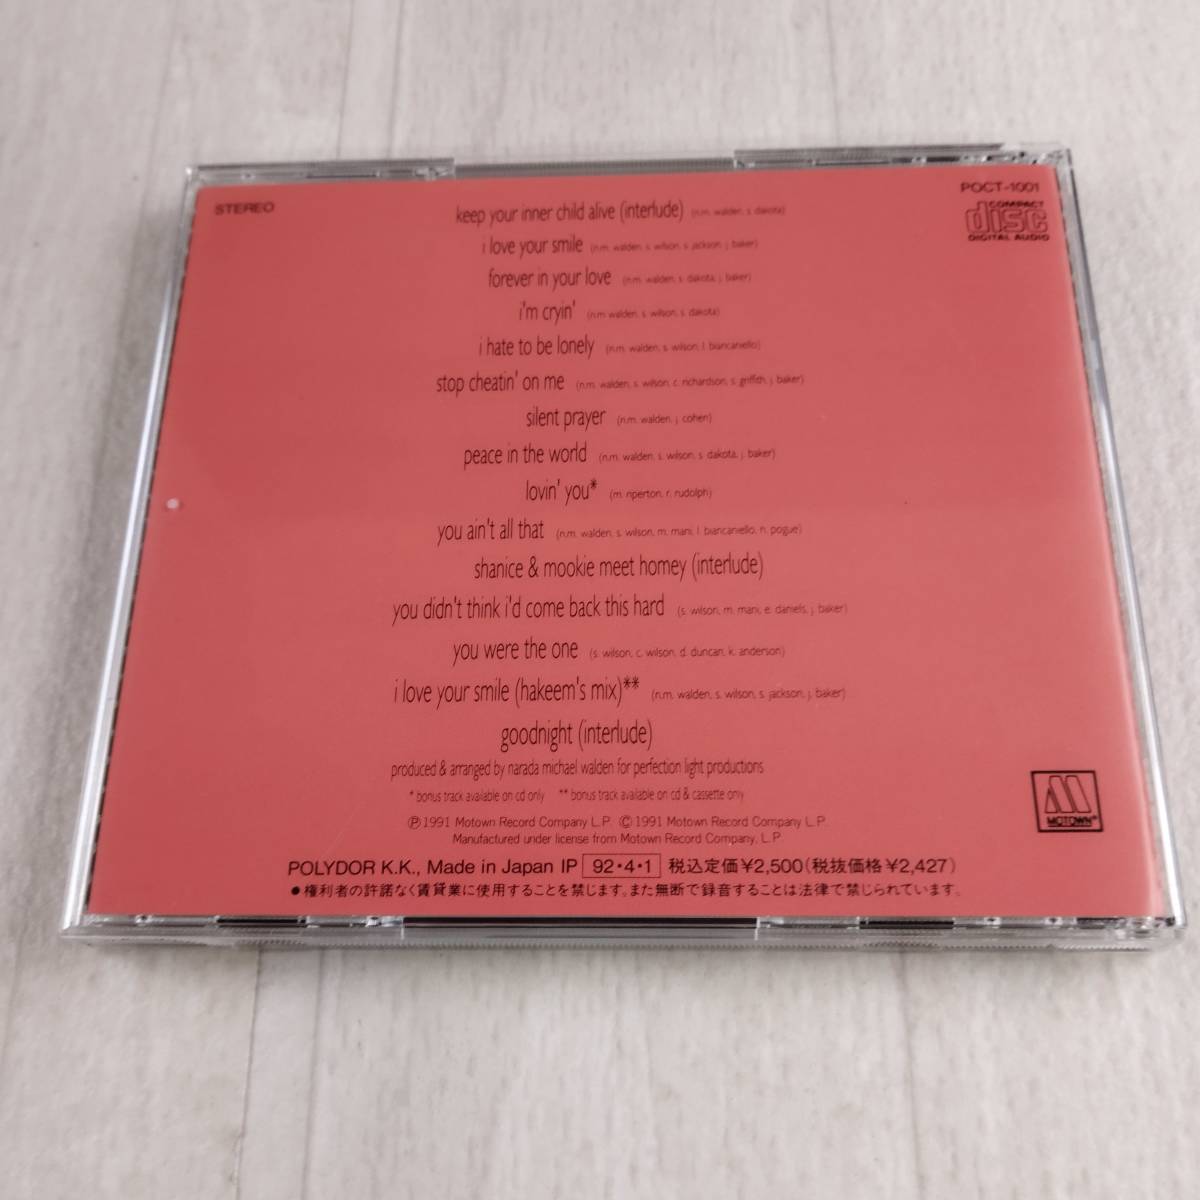 STEREO
POCT-1001
COMPACT
disc
DIGITAL AUDIO
keep your inner child alive (interlude) (n.m. walden, s. dakota)
i love your smile (n.m. walden, s. wilson, s. jackson, j. baker)
forever in your love (n.m. walden, s. dakota, j. baker)
i'm cryin' (n.m. walden, s. wilson, s. dakota)
i hate to be lonely (n.m. walden, s. wilson, l. biancaniello)
stop cheatin' on me (n.m. walden, s. wilson, c. richardson, s. griffith, j. baker)
silent prayer (n.m. walden, j. cohen)
peace in the world (n.m. walden, s. wilson, s. dakota, j. baker)
lovin' you* (m. riperton, r. rudolph)
you ain't all that (n.m. walden, s. wilson, m. mani, l. biancaniello, n. pogue)
shanice & mookie meet homey (interlude)
you didn't think i'd come back this hard (s. wilson, m. mani, e. daniels, j. baker)
you were the one (s. wilson, c. wilson, d. duncan, k. anderson)
i love your smile (hakeem's mix)** (n.m. walden, s. wilson, s. jackson, j. baker)
goodnight (interlude)
produced & arranged by narada michael walden for perfection light productions
* bonus track available on cd only ** bonus track available on cd & cassette only
Ⓟ1991 Motown Record Company L.P. ©1991 Motown Record Company L.P.
Manufactured under license from Motown Record Company, L.P.
M
MOTOWN®
POLYDOR K.K., Made in Japan IP 92・4・1 税込定価¥2,500(税抜価格¥2,427)
●権利者の許諾なく賃貸業に使用することを禁じます。また無断で録音することは法律で禁じられています。